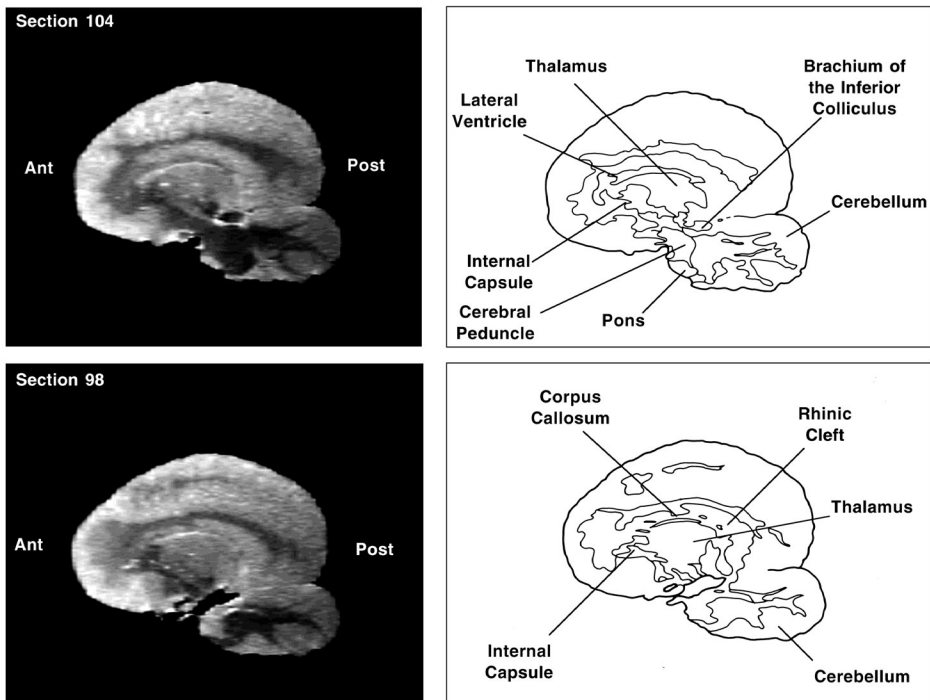 Section 104
Ant
Post
Thalamus
Lateral
Ventricle
Brachium of
the Inferior
Colliculus
Cerebellum
Internal
Capsule
Cerebral
Peduncle
Pons
Section 98
Ant
Post
Corpus
Callosum
Rhinic
Cleft
Thalamus
Internal
Capsule
Cerebellum